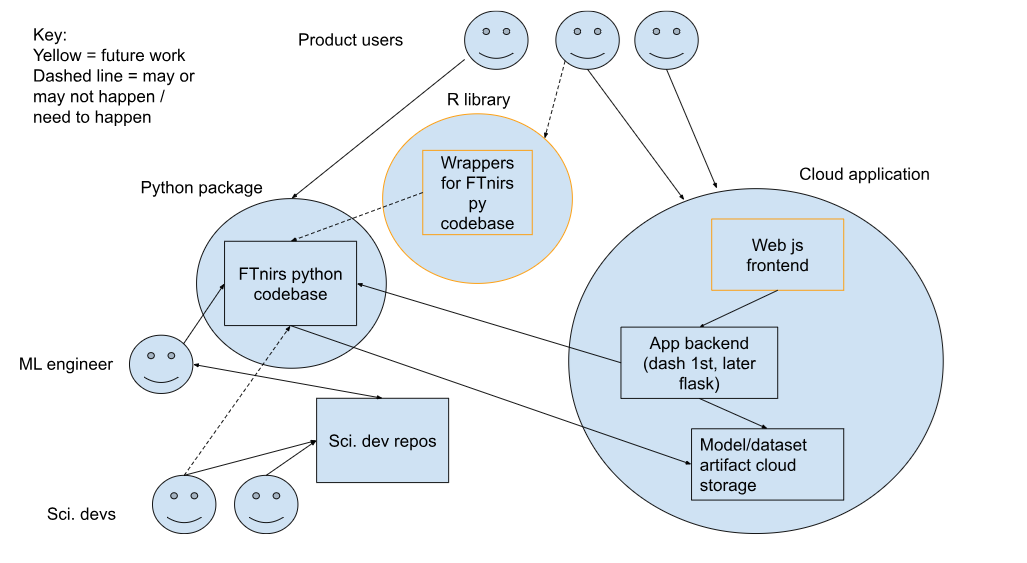 Key:
Yellow = future work
Dashed line = may or
may not happen /
need to happen
Product users
R library
Wrappers
for FTnirs
py
codebase
Python package
Cloud application
FTnirs python
codebase
Web js
frontend
App backend
(dash 1st, later
flask)
ML engineer
Sci. dev repos
Model/dataset
artifact cloud
storage
Sci. devs